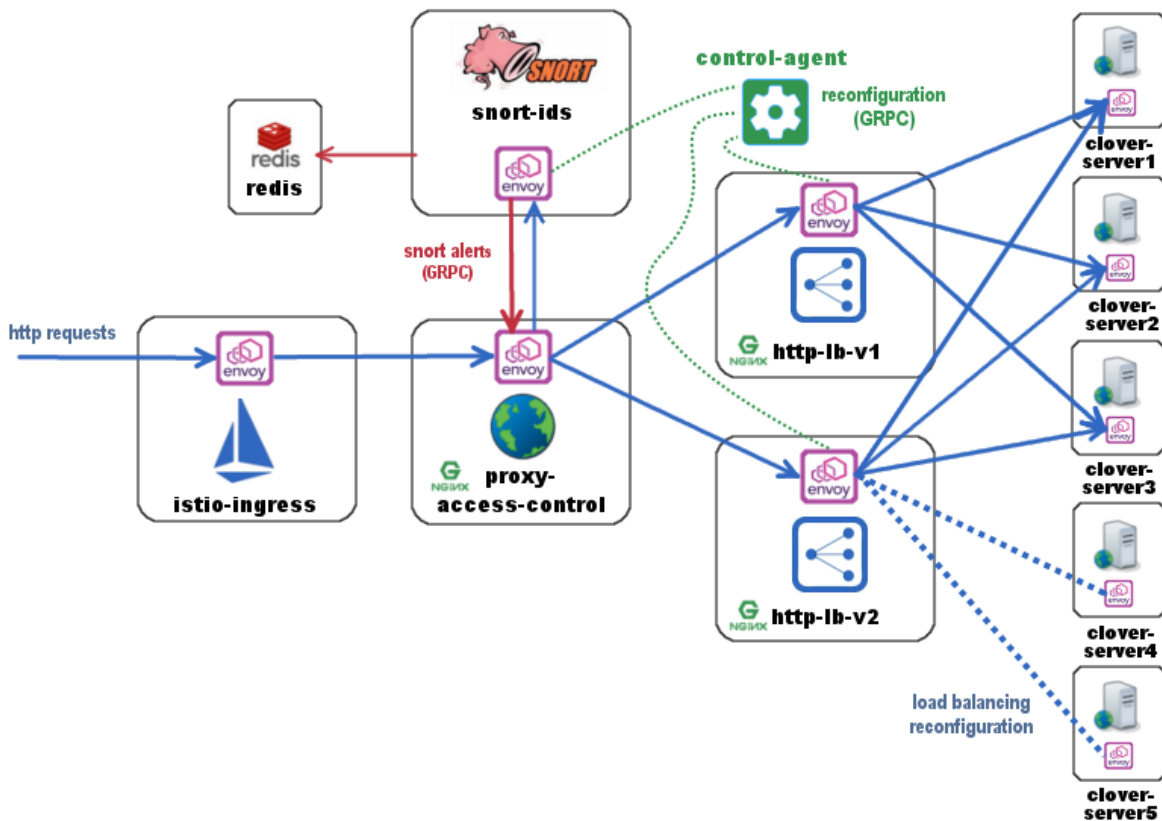 SNORT
snort-ids
envoy
redis
redis
control-agent
reconfiguration
(GRPC)
snort alerts
(GRPC)
http requests
envoy
istio-ingress
envoy
NGINX
proxy-
access-control
envoy
NGINX
http-lb-v1
envoy
NGINX
http-lb-v2
load balancing
reconfiguration
envoy
clover-
server1
envoy
clover-
server2
envoy
clover-
server3
envoy
clover-
server4
envoy
clover-
server5